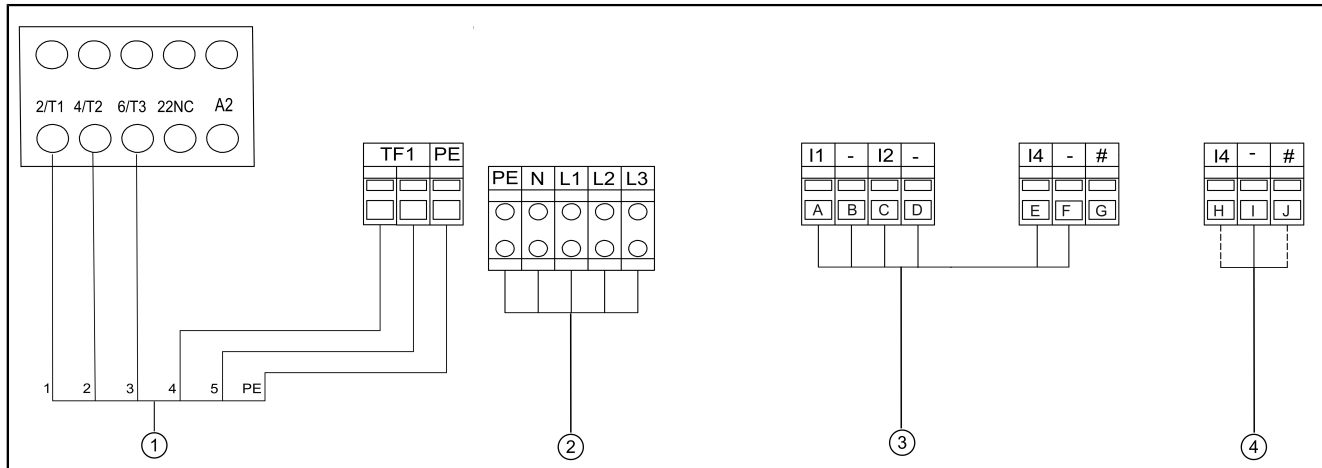 2/T1 4/T2 6/T3 22NC A2
TF1 PE
PE N L1 L2 L3
I1 - I2 -
A B C D
I4 - #
E F G
I4 - #
H I J
1 2 3 4 5 PE
1
2
3
4